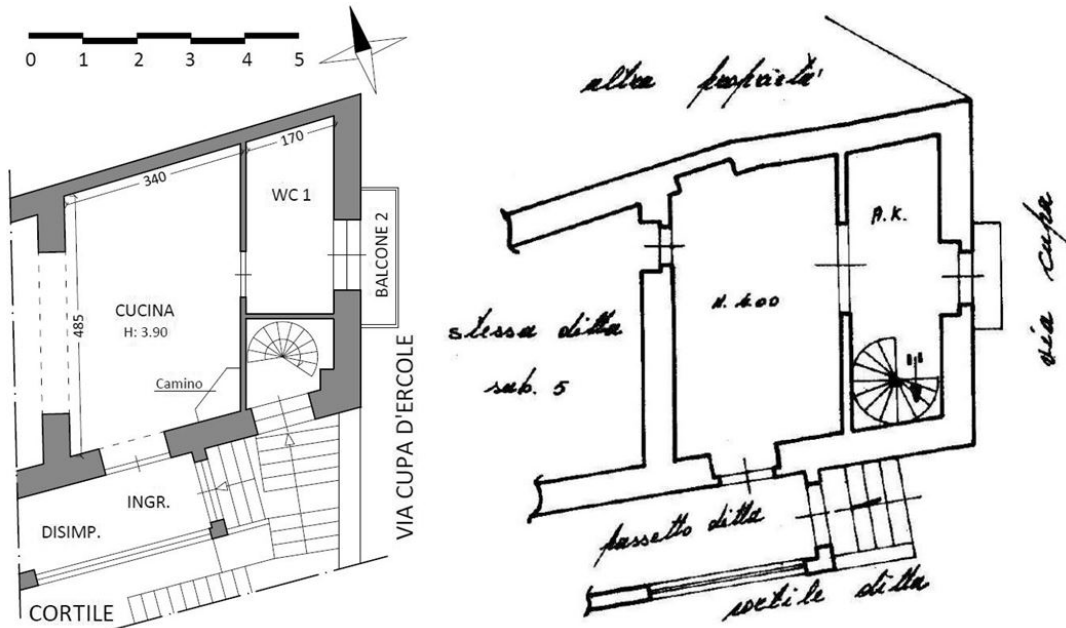 0 1 2 3 4 5
170
340
WC 1
BALCONE 2
CUCINA
H: 3.90
485
Camino
VIA CUPA D'ERCOLE
INGR.
DISIMP.
CORTILE
altra proprietà
A.K.
H. 4.00
via cupa
stessa ditta
sub. 5
passetto ditta
cortile ditta